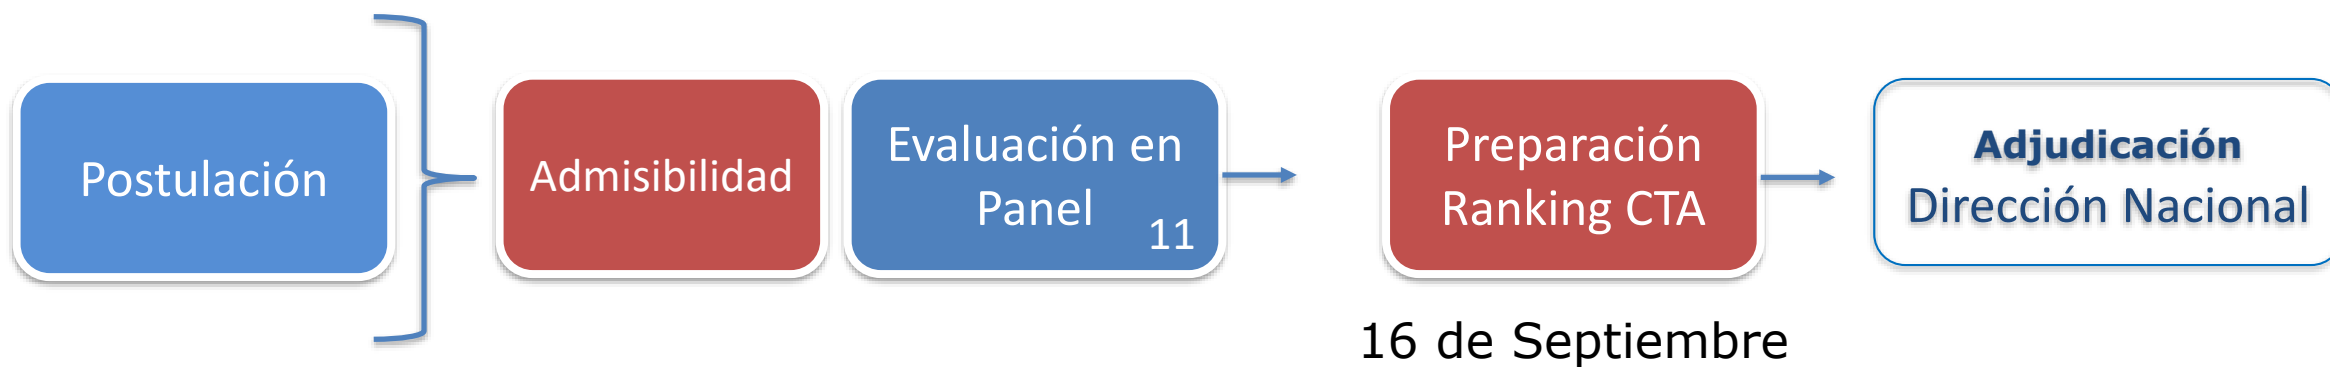 Postulación
Admisibilidad
Evaluación en
Panel
11
Preparación
Ranking CTA
16 de Septiembre
Adjudicación
Dirección Nacional